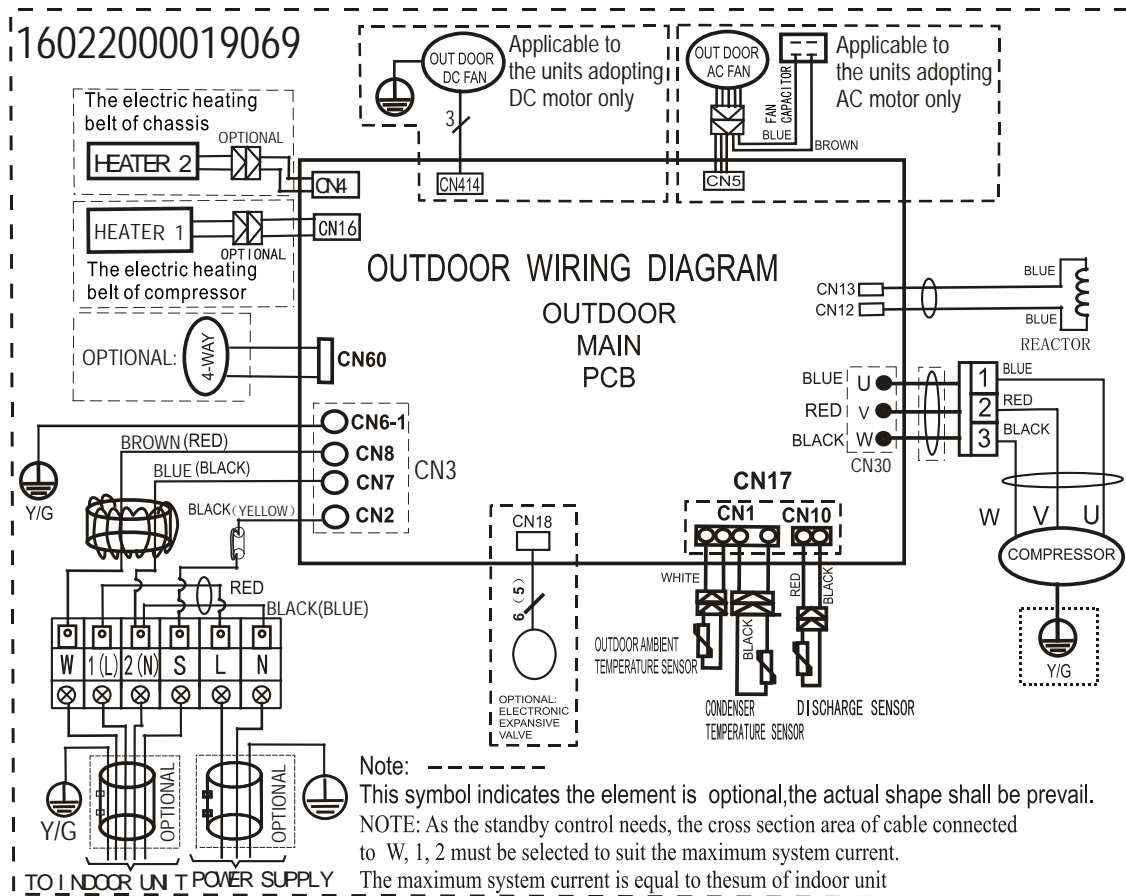 16022000019069
The electric heating
belt of chassis
OPTIONAL
HEATER 2
CN4
HEATER 1
CN16
OPTIONAL
The electric heating
belt of compressor
OPTIONAL:
4-WAY
CN60
OUT DOOR
DC FAN
3
CN414
Applicable to
the units adopting
DC motor only
OUT DOOR
AC FAN
FAN
CAPACITOR
BLUE
BROWN
CN5
Applicable to
the units adopting
AC motor only
OUTDOOR WIRING DIAGRAM
OUTDOOR
MAIN
PCB
CN13
CN12
BLUE
BLUE
REACTOR
BLUE U
RED V
BLACK W
CN30
1
2
3
BLUE
RED
BLACK
W V U
COMPRESSOR
Y/G
CN6-1
CN8
CN7
CN2
CN3
Y/G
BROWN(RED)
BLUE(BLACK)
BLACK(YELLOW)
RED
BLACK(BLUE)
W 1(L) 2(N) S L N
Y/G
OPTIONAL
OPTIONAL
TO INDOOR UNIT POWER SUPPLY
CN18
6(5)
OPTIONAL:
ELECTRONIC
EXPANSIVE
VALVE
CN17
CN1 CN10
WHITE
BLACK
RED
BLACK
OUTDOOR AMBIENT
TEMPERATURE SENSOR
CONDENSER
TEMPERATURE SENSOR
DISCHARGE SENSOR
Note:
This symbol indicates the element is optional,the actual shape shall be prevail.
NOTE: As the standby control needs, the cross section area of cable connected
to W, 1, 2 must be selected to suit the maximum system current.
The maximum system current is equal to thesum of indoor unit